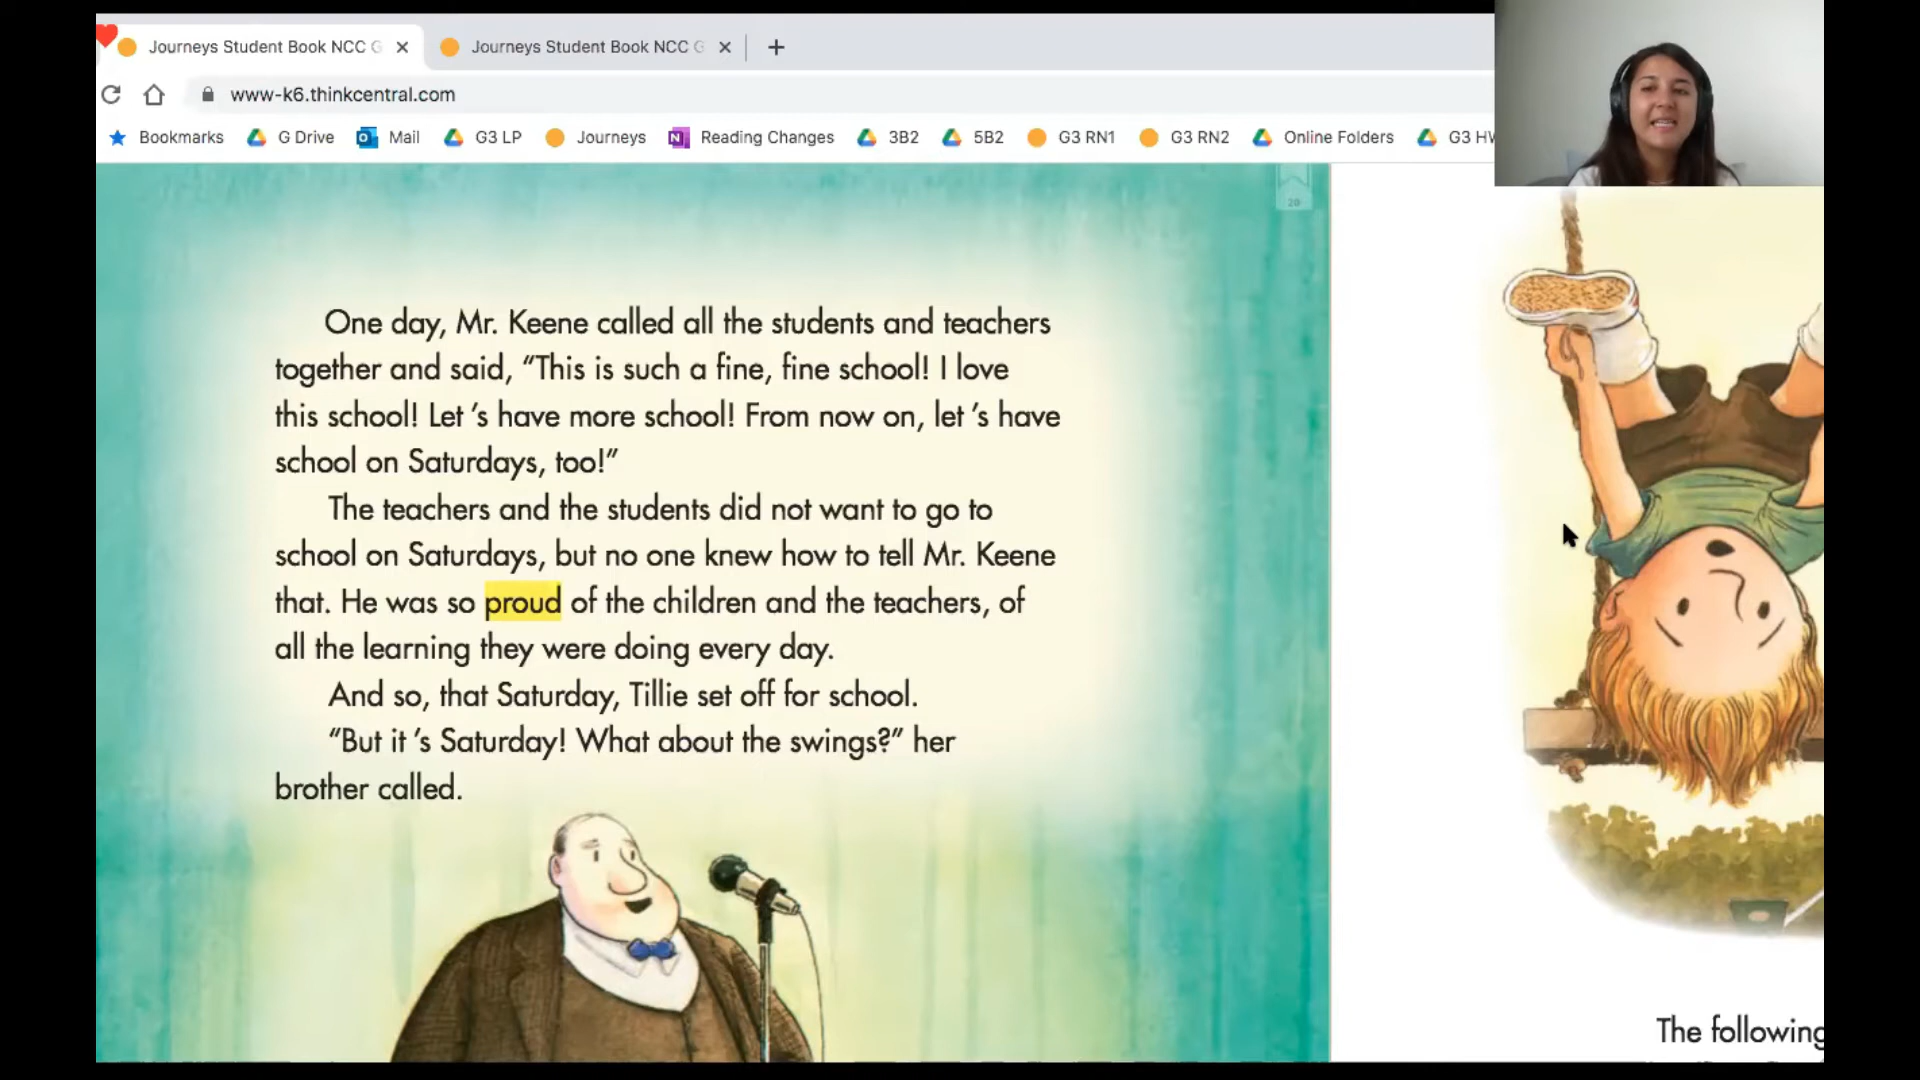 Journeys Student Book NCC G
Journeys Student Book NCC G
www-k6.thinkcentral.com
Bookmarks G Drive Mail G3 LP Journeys Reading Changes 3B2 5B2 G3 RN1 G3 RN2 Online Folders G3 HW
20
One day, Mr. Keene called all the students and teachers
together and said, “This is such a fine, fine school! I love
this school! Let ’s have more school! From now on, let ’s have
school on Saturdays, too!”
The teachers and the students did not want to go to
school on Saturdays, but no one knew how to tell Mr. Keene
that. He was so proud of the children and the teachers, of
all the learning they were doing every day.
And so, that Saturday, Tillie set off for school.
“But it ’s Saturday! What about the swings?” her
brother called.
The following